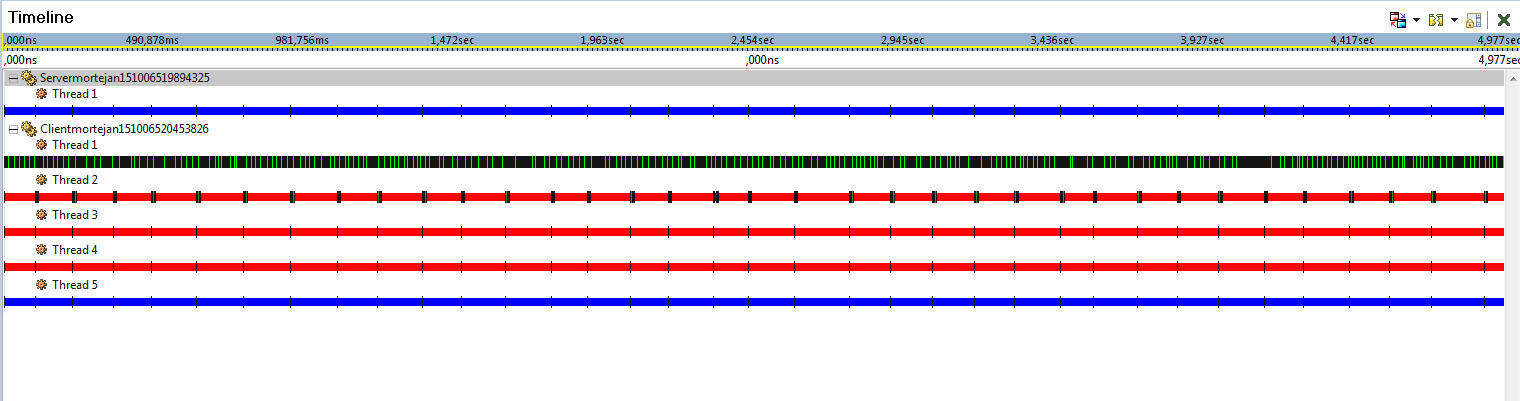 Timeline
,000ns 490,878ms 981,756ms 1,472sec 1,963sec 2,454sec 2,945sec 3,436sec 3,927sec 4,417sec 4,977sec
,000ns ,000ns 4,977sec
Servermortejan151006519894325
Thread 1
Clientmortejan151006520453826
Thread 1
Thread 2
Thread 3
Thread 4
Thread 5